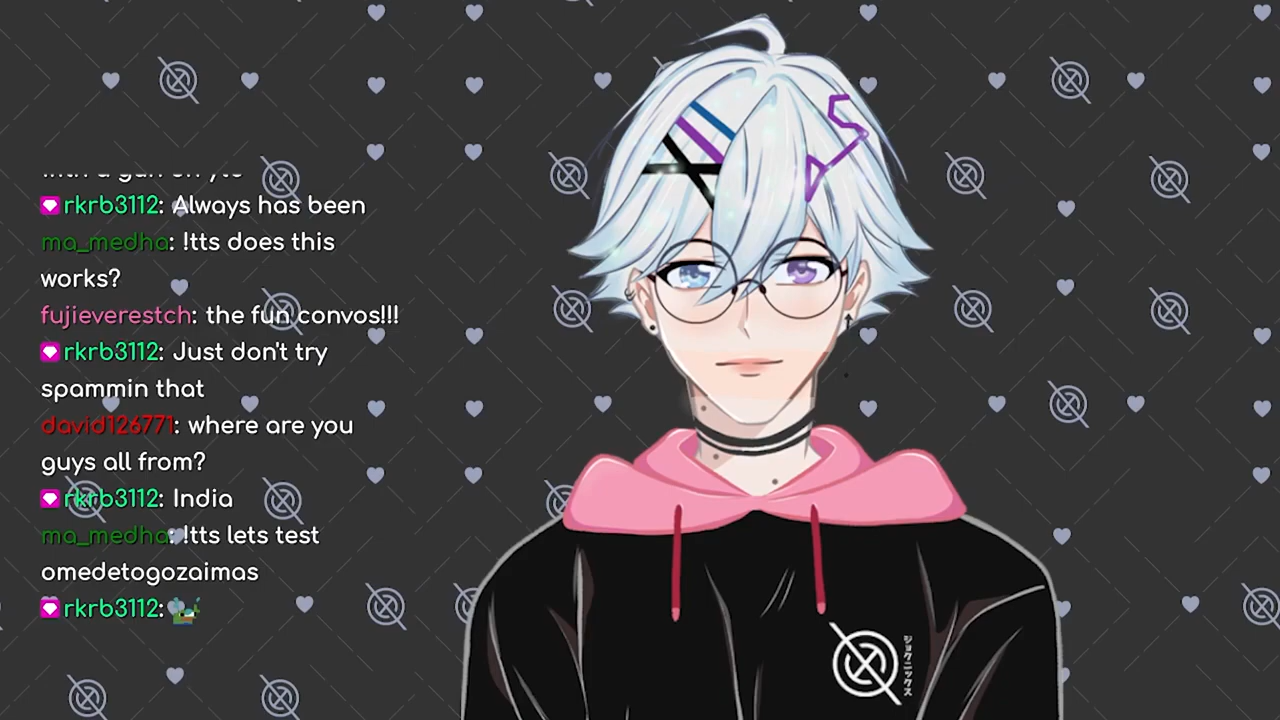 rkrb3112: Always has been
ma_medha: !tts does this
works?
fujieverestch: the fun convos!!!
rkrb3112: Just don't try
spammin that
david126771: where are you
guys all from?
rkrb3112: India
ma_medha: !tts lets test
omedetogozaimas
rkrb3112: